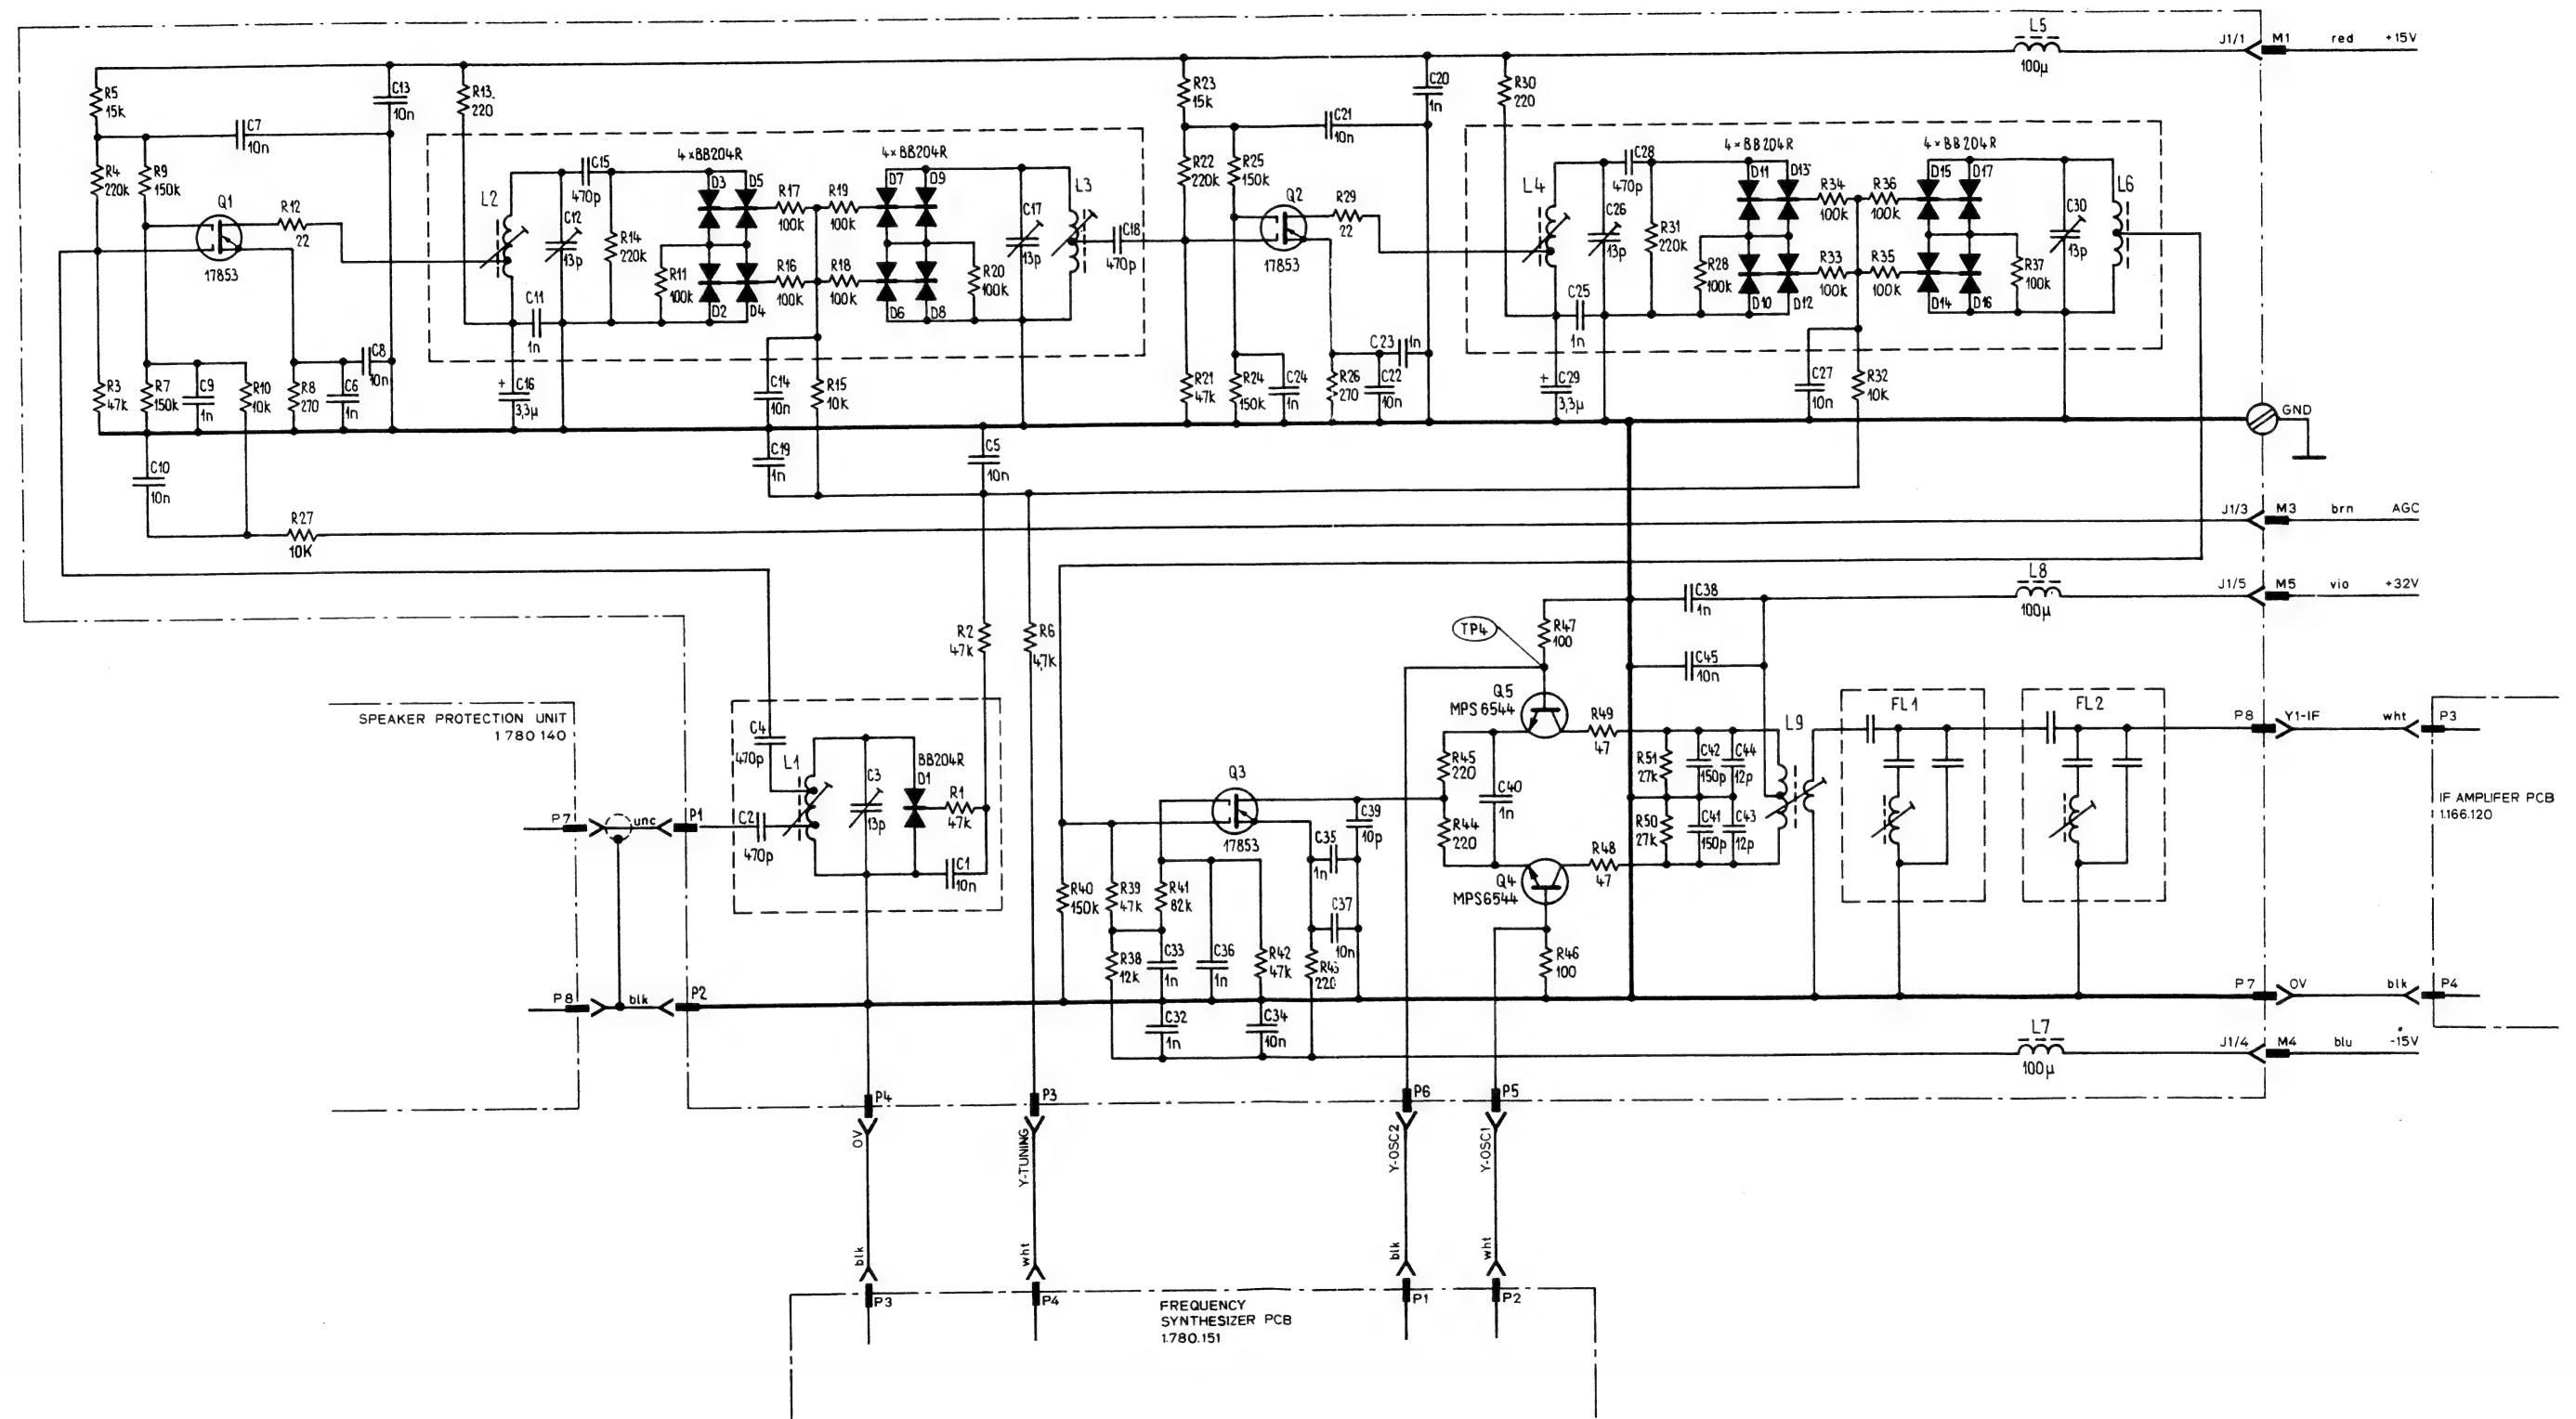 L5
100µ
J1/1 M1 red +15V
R5
15k
C13
10n
R13
220
R23
15k
C20
1n
R30
220
C7
10n
C21
10n
R4
220k
R9
150k
Q1
17853
R12
22
L2
C15
470p
C12
13p
R14
220k
4×BB204R
D3 D5
R17
100k
R19
100k
4×BB204R
D7 D9
C17
13p
L3
C18
470p
R11
100k
D2 D4
R16
100k
R18
100k
D6 D8
R20
100k
C11
1n
R22
220k
R25
150k
Q2
17853
R29
22
L4
C28
470p
C26
13p
R31
220k
4×BB204R
D11 D13
R34
100k
R36
100k
4×BB204R
D15 D17
C30
13p
L6
R28
100k
D10 D12
R33
100k
R35
100k
D14 D16
R37
100k
C25
1n
R3
47k
R7
150k
C9
1n
R10
10k
R8
270
C6
1n
C8
10n
+ C16
3,3µ
C14
10n
R15
10k
R21
47k
R24
150k
C24
1n
R26
270
C22
10n
C23 1n
+ C29
3,3µ
C27
10n
R32
10K
GND
C10
10n
C19
1n
C5
10n
R27
10K
J1/3 M3 brn AGC
L8
100µ
J1/5 M5 vio +32V
R2
47k
R6
4,7k
TP4
R47
100
C38
1n
C45
10n
SPEAKER PROTECTION UNIT
1.780.140
P7 unc P1
P8 blk P2
C4
470p
L1
C2
470p
C3
13p
BB204R
D1
R1
47k
C1
10n
Q3
17853
C39
10p
C35
1n
C37
10n
R40
150k
R39
47k
R41
82k
R38
12k
C33
1n
C36
1n
R42
47k
R43
220
C32
1n
C34
10n
Q5
MPS6544
R49
47
R45
220
R44
220
C40
1n
Q4
MPS6544
R48
47
R46
100
R51
27k
C42
150p
C44
12p
R50
27k
C41
150p
C43
12p
L9
FL1
FL2
P8 Y1-IF wht P3
IF AMPLIFER PCB
1.166.120
P7 0V blk P4
L7
100µ
J1/4 M4 blu -15V
P4
0V
blk
P3
P3
Y-TUNING
wht
P4
P6
Y-OSC2
blk
P1
P5
Y-OSC1
wht
P2
FREQUENCY
SYNTHESIZER PCB
1.780.151